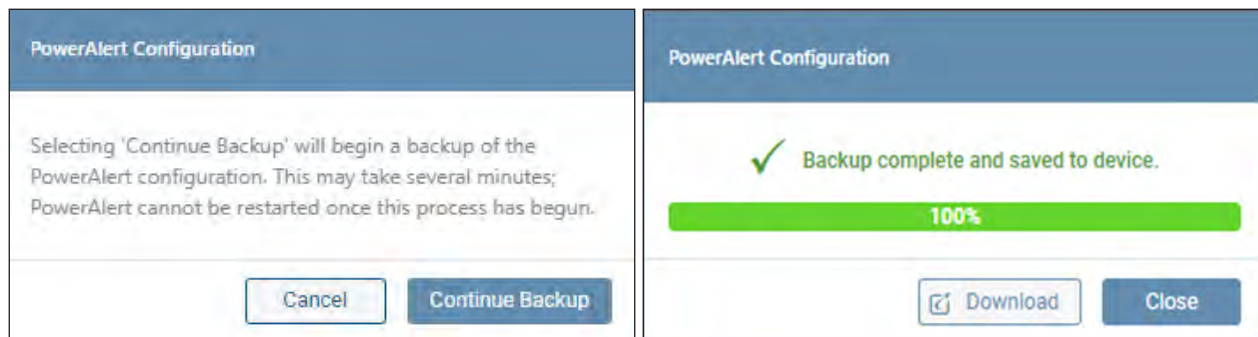 PowerAlert Configuration
Selecting 'Continue Backup' will begin a backup of the
PowerAlert configuration. This may take several minutes;
PowerAlert cannot be restarted once this process has begun.
Cancel
Continue Backup
PowerAlert Configuration
Backup complete and saved to device.
100%
Download
Close